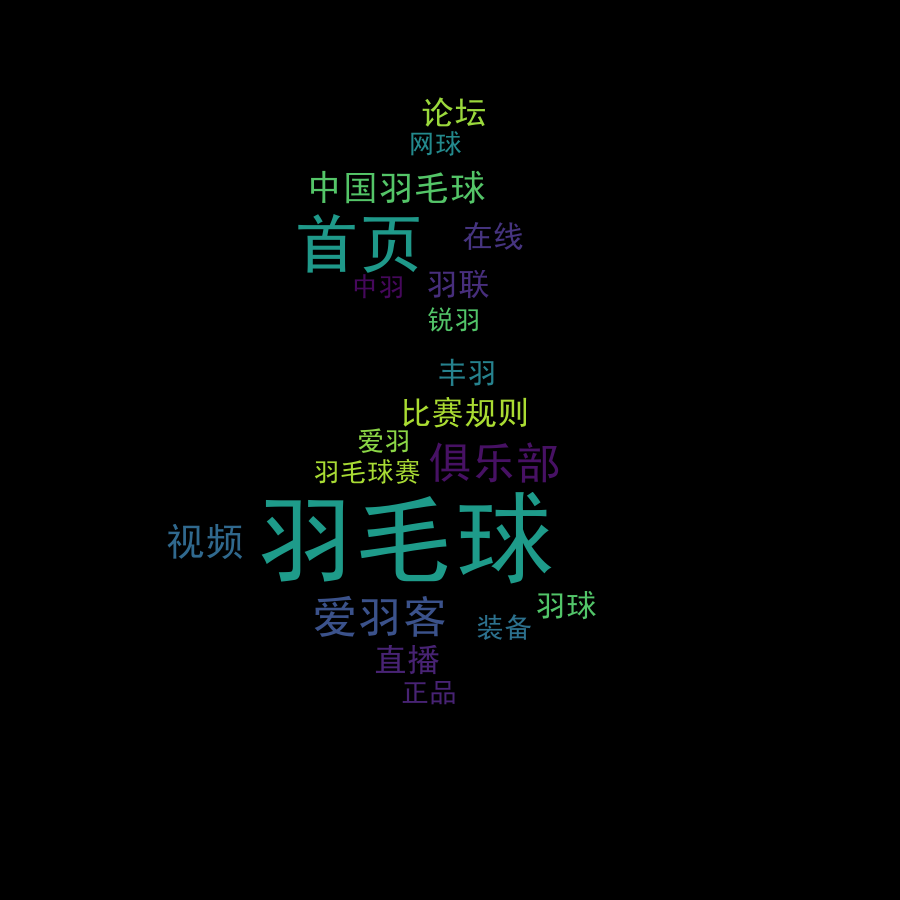 论坛
网球
中国羽毛球
首页 在线
中羽 羽联
锐羽
丰羽
比赛规则
爱羽 俱乐部
羽毛球赛
视频 羽毛球
爱羽客 装备 羽球
直播
正品